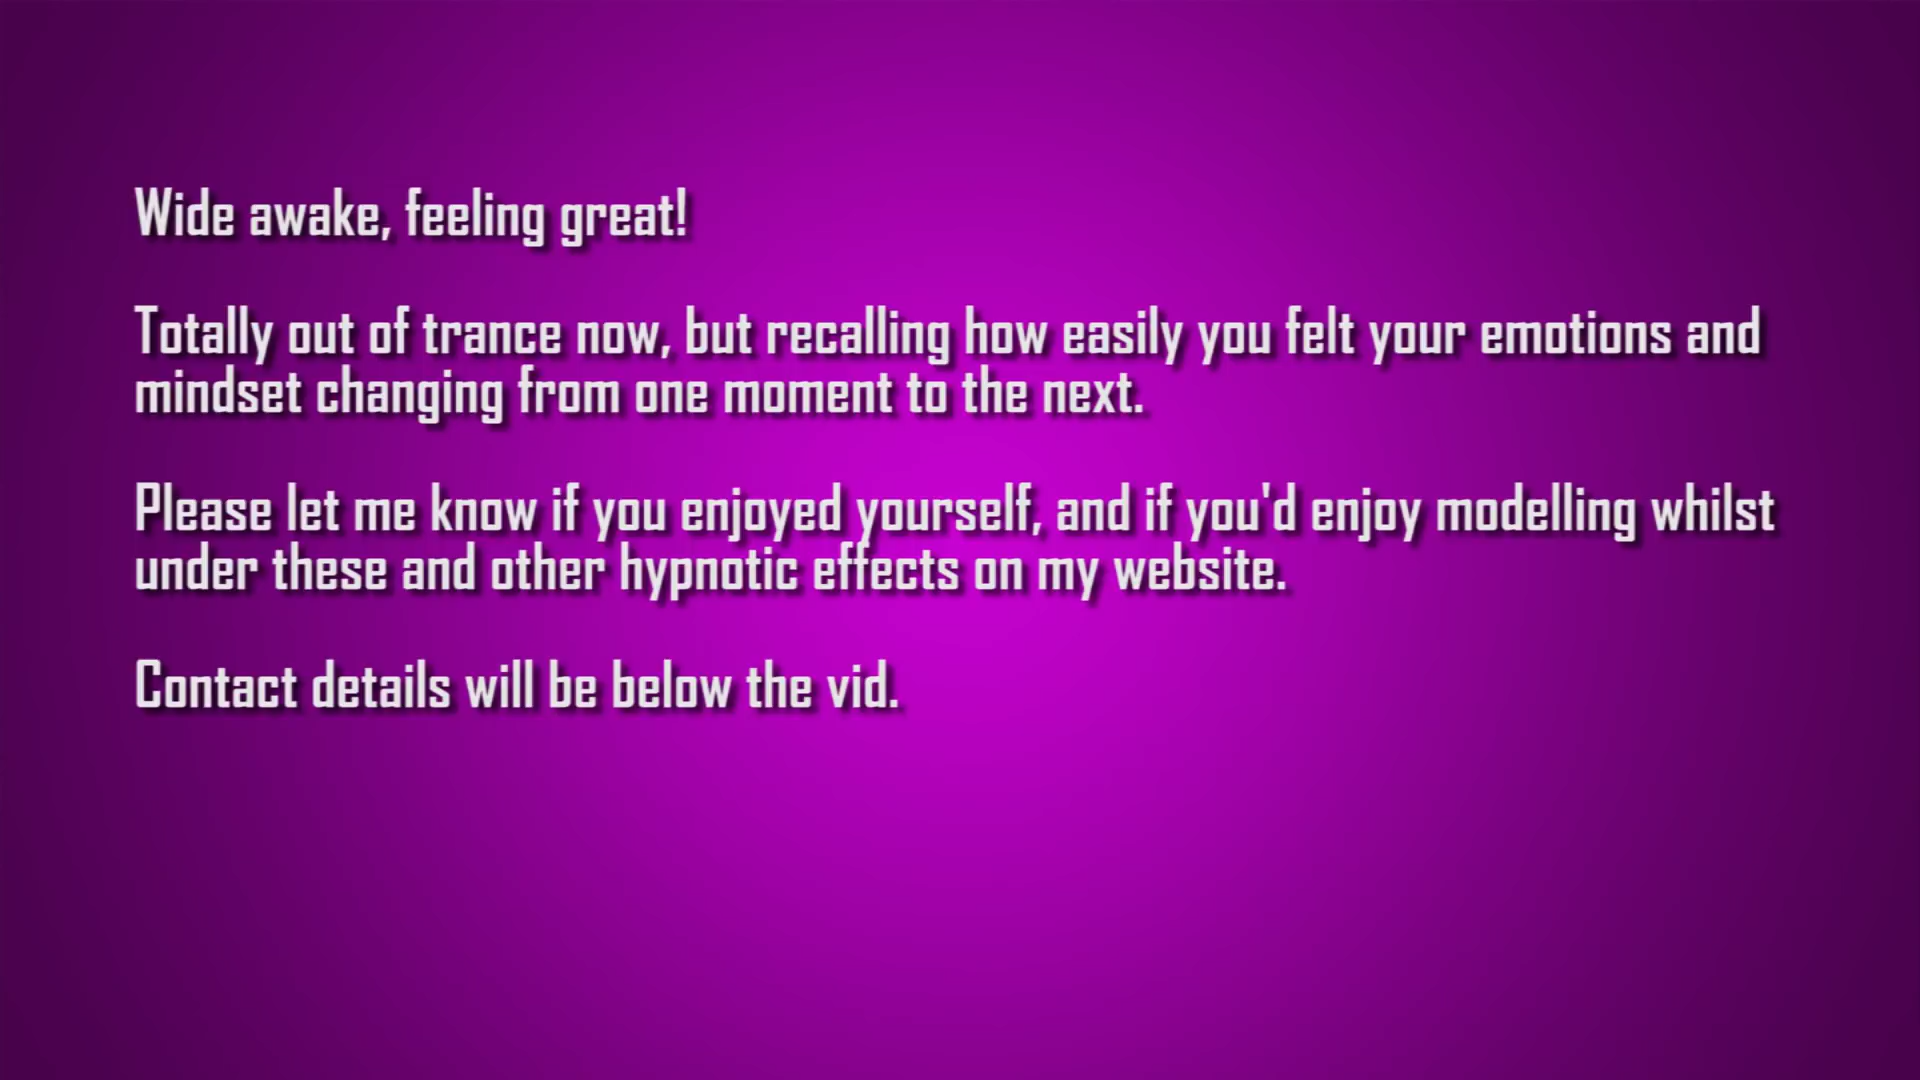 Wide awake, feeling great!
Totally out of trance now, but recalling how easily you felt your emotions and
mindset changing from one moment to the next.
Please let me know if you enjoyed yourself, and if you'd enjoy modelling whilst
under these and other hypnotic effects on my website.
Contact details will be below the vid.